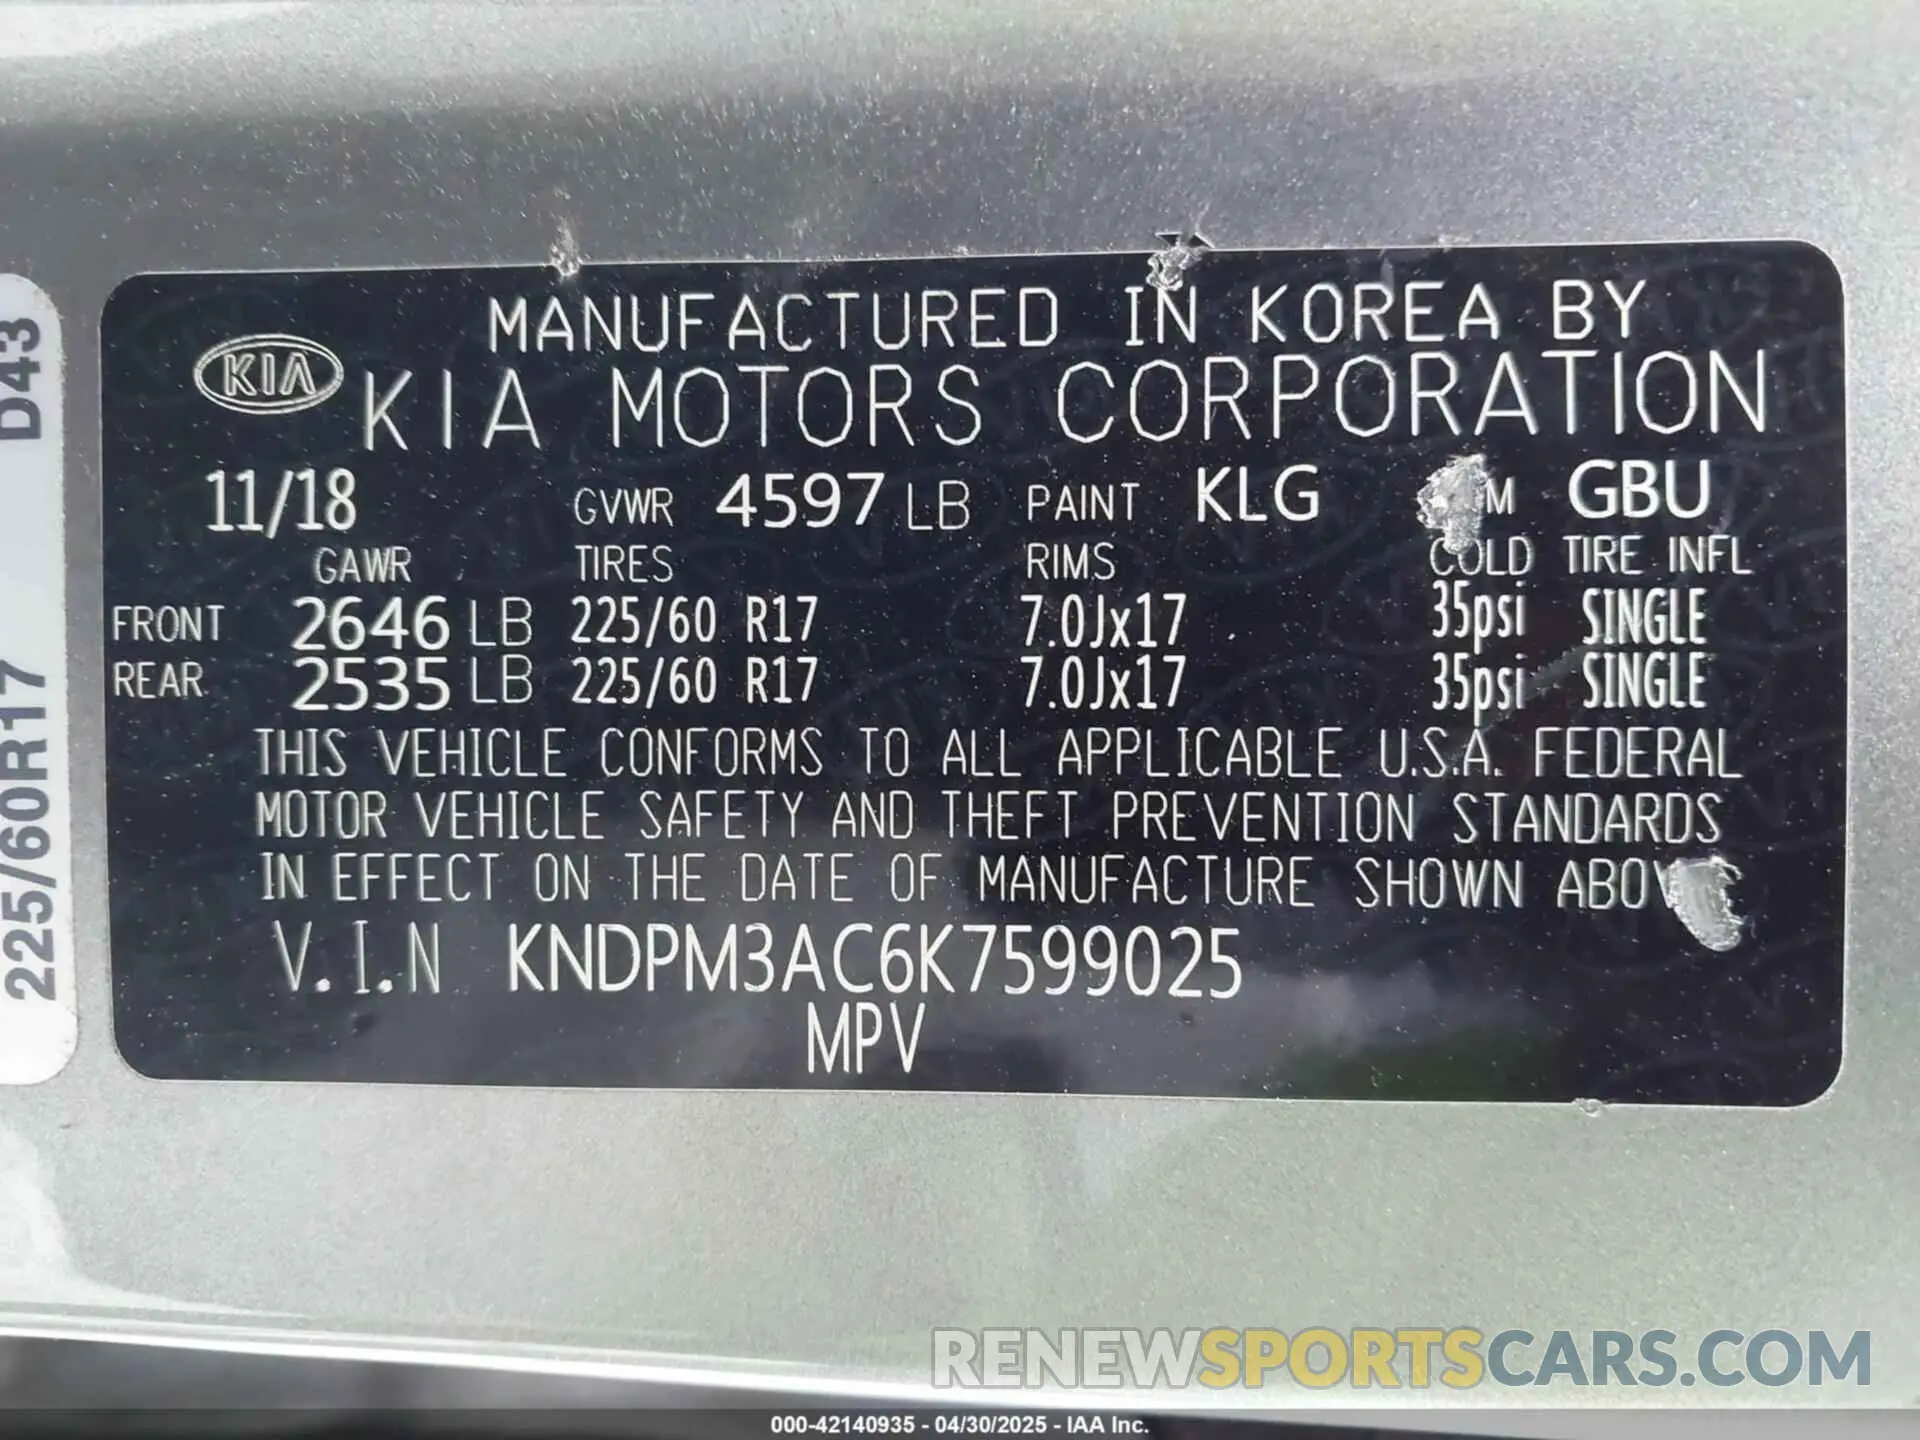 MANUFACTURED IN KOREA BY
KIA KIA MOTORS CORPORATION
11/18 GVWR 4597 LB PAINT KLG GBU
GAWR TIRES RIMS COLD TIRE INFL
FRONT 2646 LB 225/60 R17 7.0Jx17 35psi SINGLE
REAR 2535 LB 225/60 R17 7.0Jx17 35psi SINGLE
THIS VEHICLE CONFORMS TO ALL APPLICABLE U.S.A. FEDERAL
MOTOR VEHICLE SAFETY AND THEFT PREVENTION STANDARDS
IN EFFECT ON THE DATE OF MANUFACTURE SHOWN
V.I.N KNDPM3AC6K7599025
MPV
225/60R17 D43
RENEWSPORTSCARS.COM
000-42140935 - 04/30/2025 - IAA Inc.